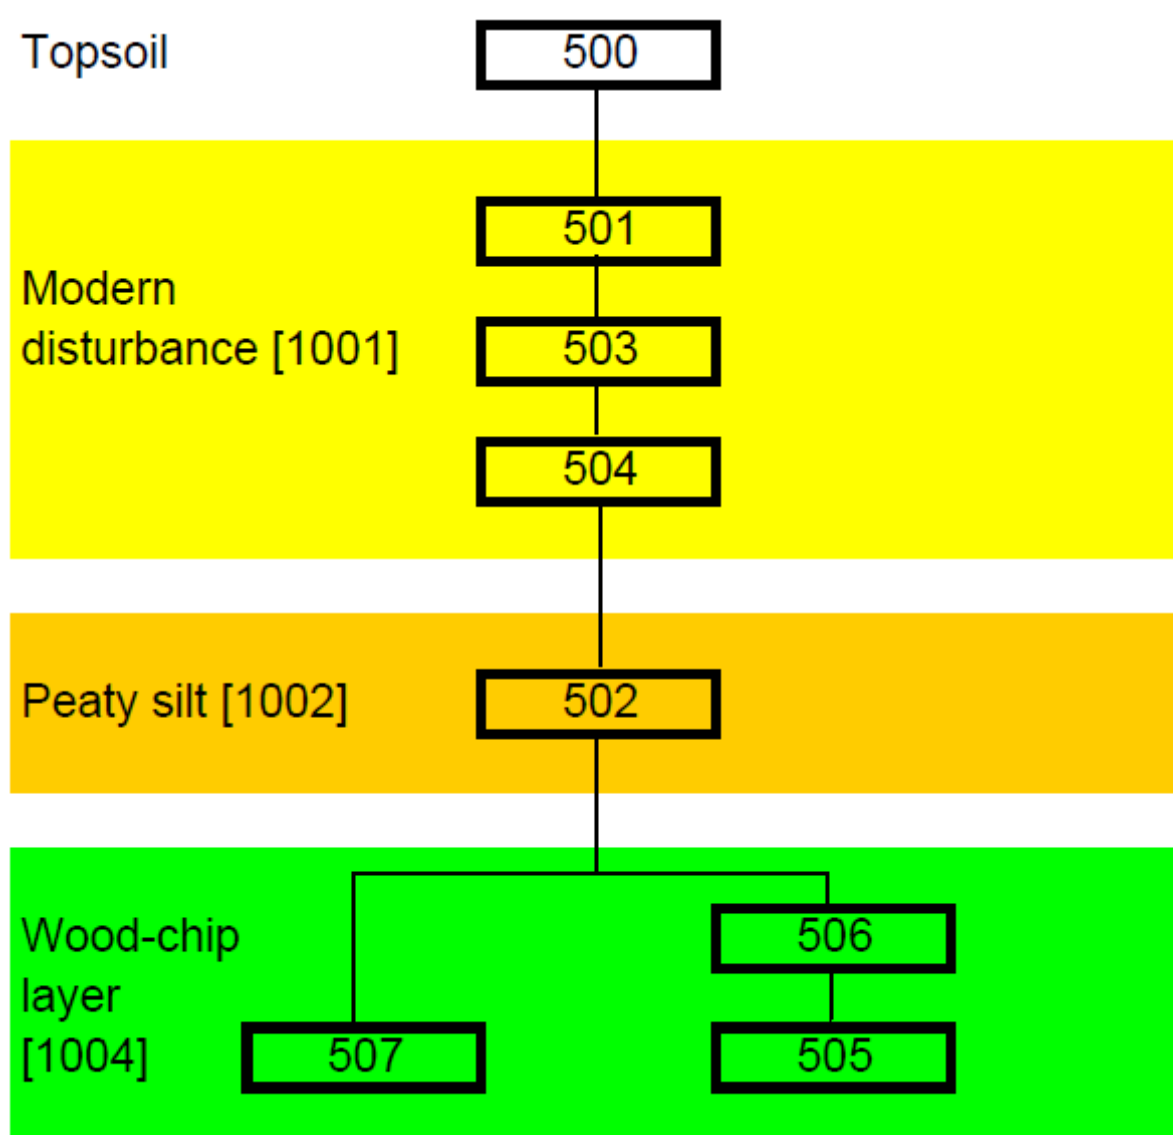 Topsoil
500
501
Modern
disturbance [1001]
503
504
Peaty silt [1002]
502
Wood-chip
layer
[1004]
506
507
505